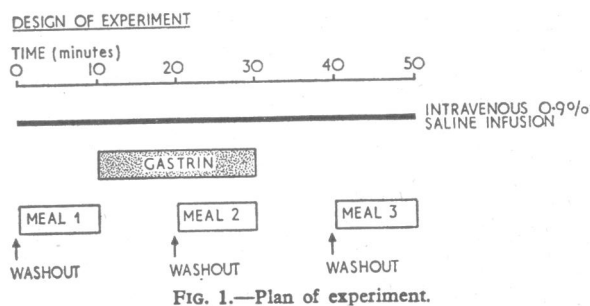 DESIGN OF EXPERIMENT
TIME (minutes)
0 10 20 30 40 50
INTRAVENOUS 0·9%
SALINE INFUSION
GASTRIN
MEAL 1 MEAL 2 MEAL 3
WASHOUT WASHOUT WASHOUT
FIG. 1.—Plan of experiment.